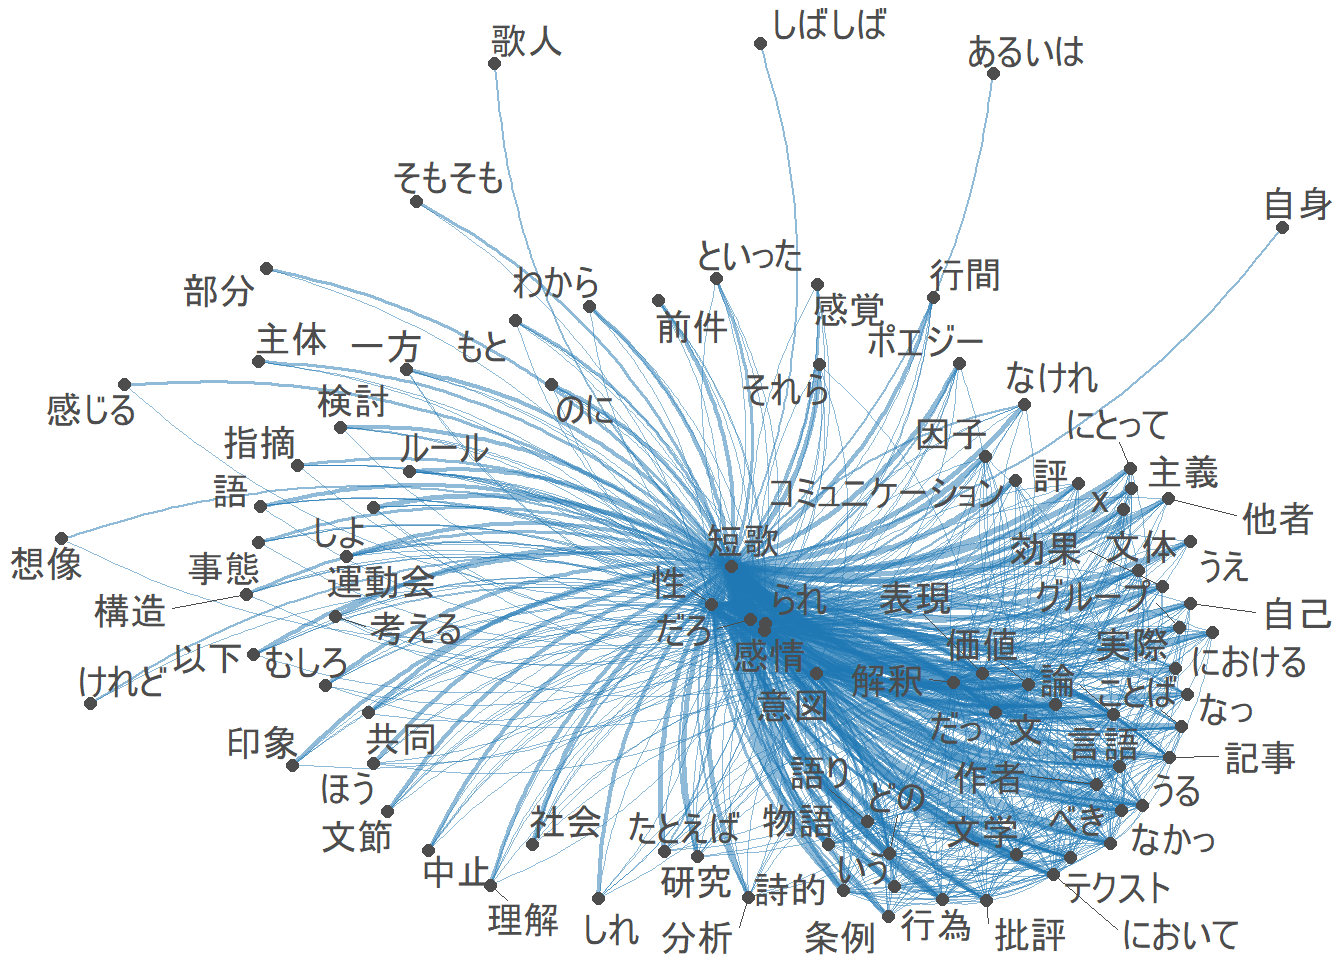 しばしば
歌人
あるいは
そもそも
自身
といった
行間
わから
部分
感覚
前件
主体
一方
もと
ポエジー
なけれ
それら
検討
のに
感じる
にとって
因子
指摘
ルール
主義
評
語
コミュニケーション
x
他者
しよ
短歌
効果
文体
うえ
想像
事態
運動会
性
られ
表現
グループ
構造
自己
考える
だろ
価値
実際
以下
むしろ
感情
における
けれど
解釈
論
ことば
意図
なっ
だっ
文
印象
共同
言語
記事
語り
作者
ほう
どの
うる
社会
たとえば
物語
文学
べき
文節
なかっ
中止
いう
研究
詩的
テクスト
理解
しれ
分析
条例
行為
批評
において